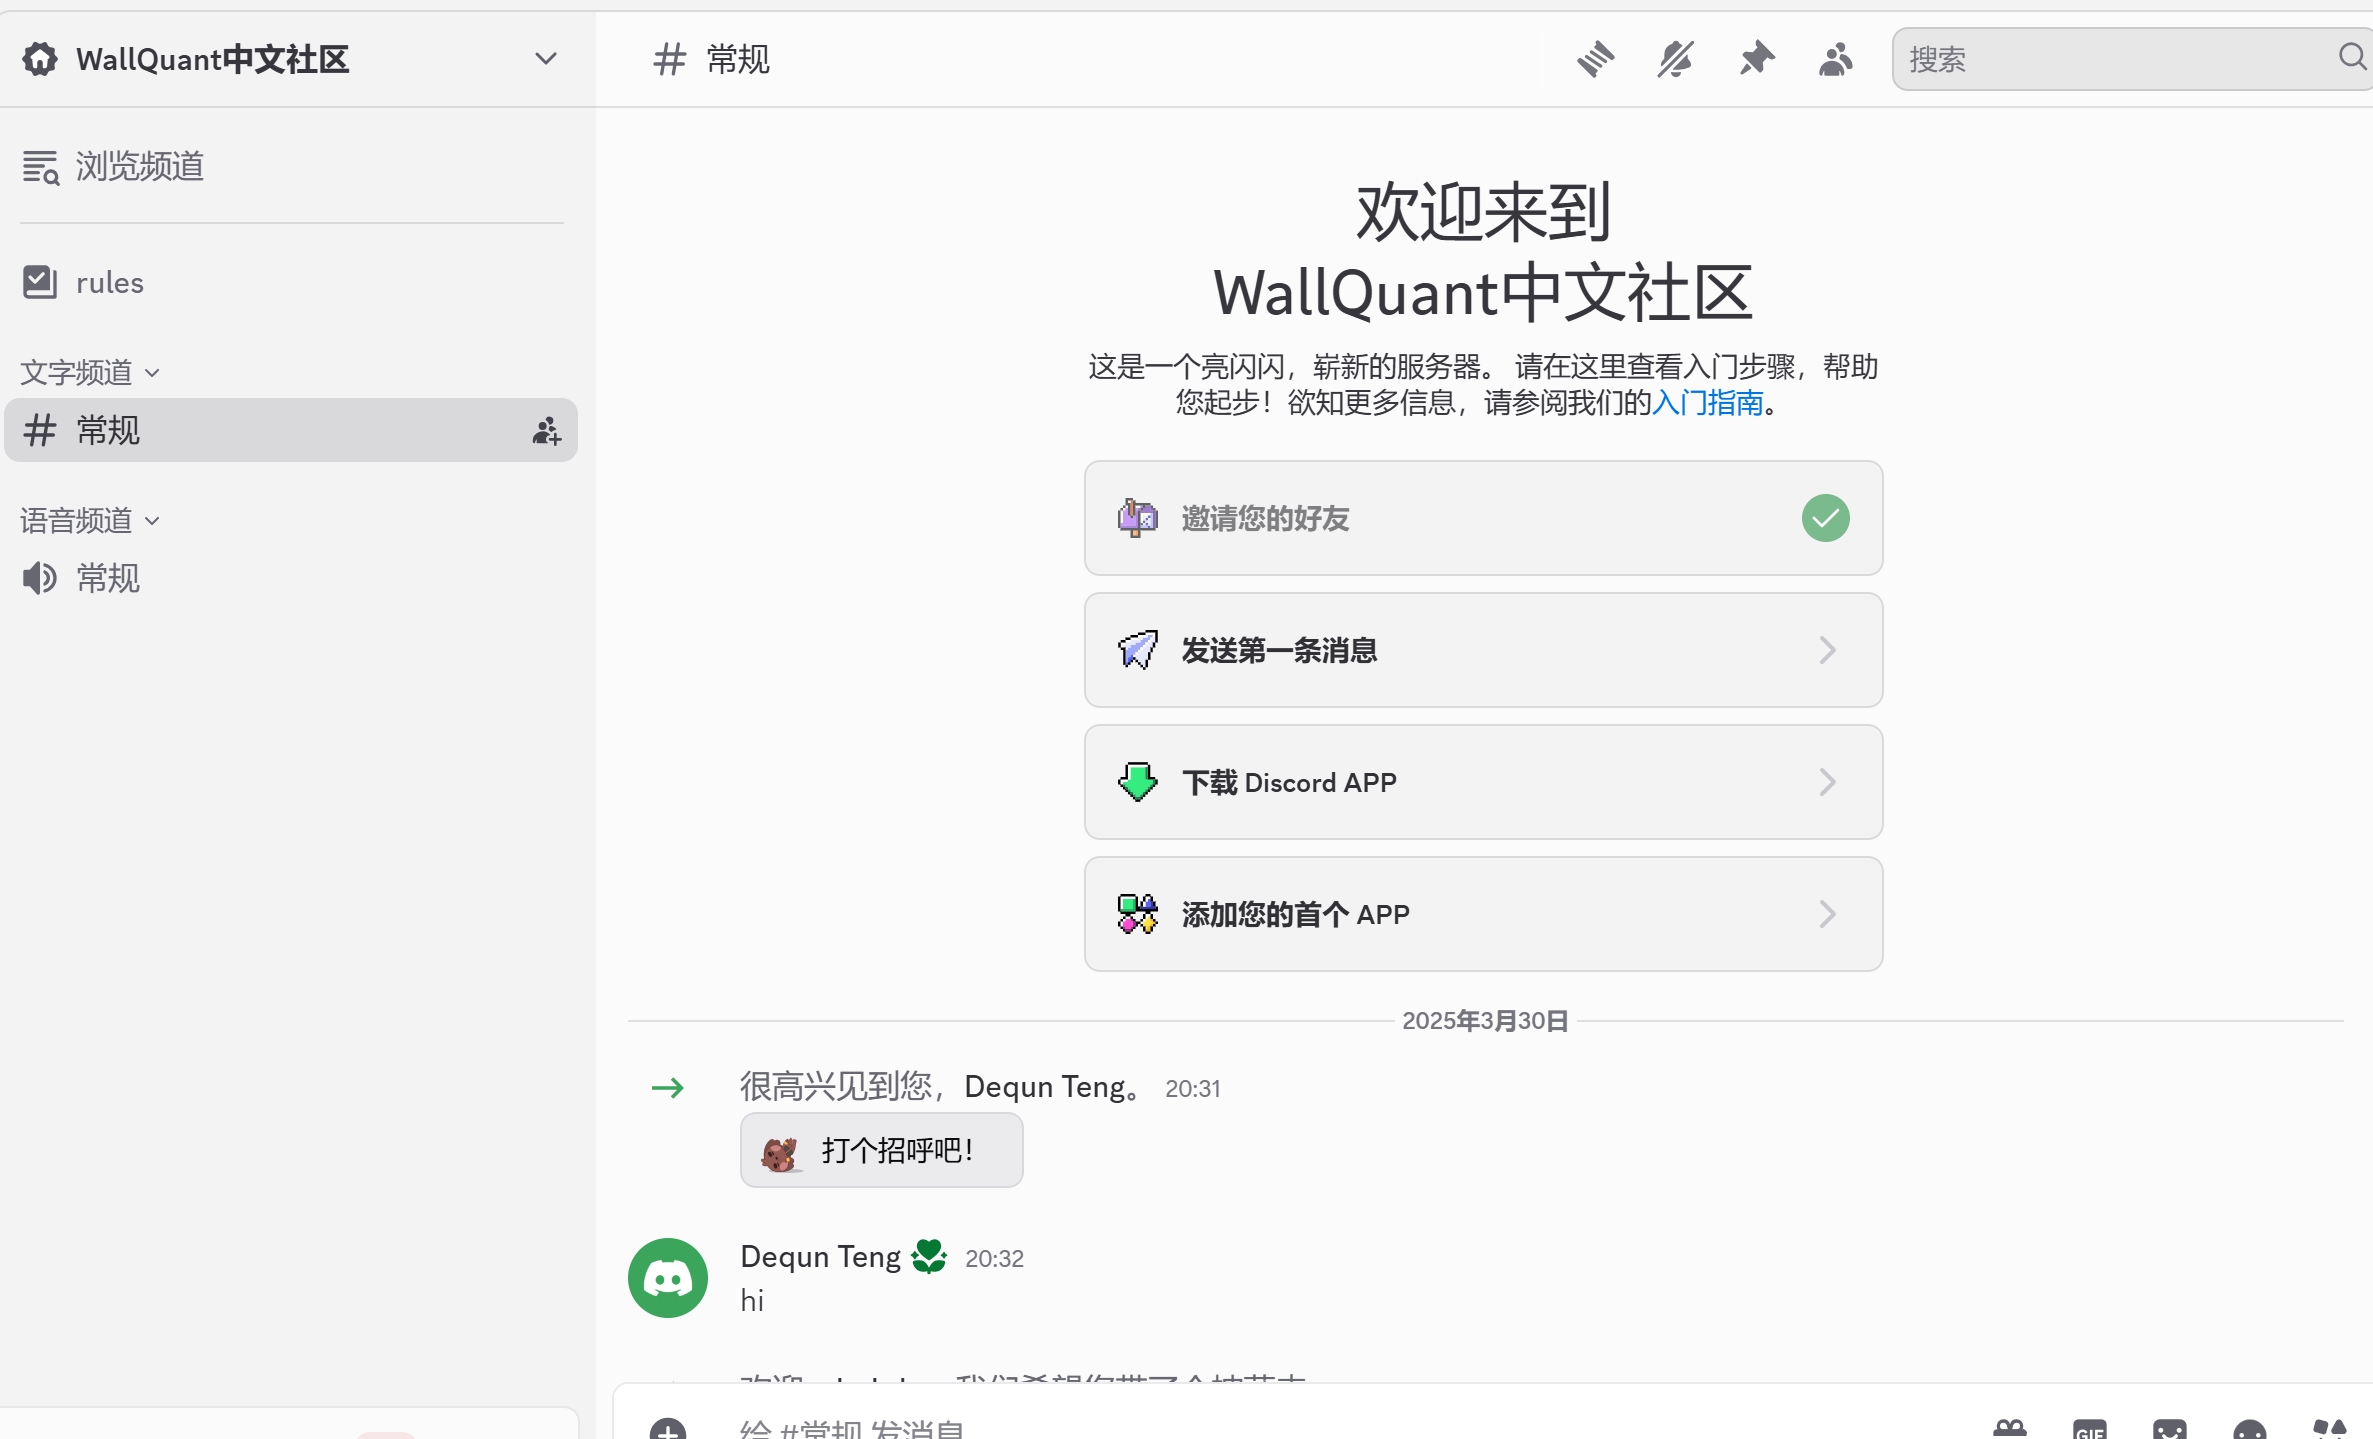 WallQuant中文社区
浏览频道
rules
文字频道
常规
语音频道
常规
常规
搜索
欢迎来到
WallQuant中文社区
这是一个亮闪闪，崭新的服务器。 请在这里查看入门步骤，帮助
您起步！欲知更多信息，请参阅我们的入门指南。
邀请您的好友
发送第一条消息
下载 Discord APP
添加您的首个 APP
2025年3月30日
很高兴见到您，Dequn Teng。 20:31
打个招呼吧！
Dequn Teng 20:32
hi
给 #常规 发消息
GIF